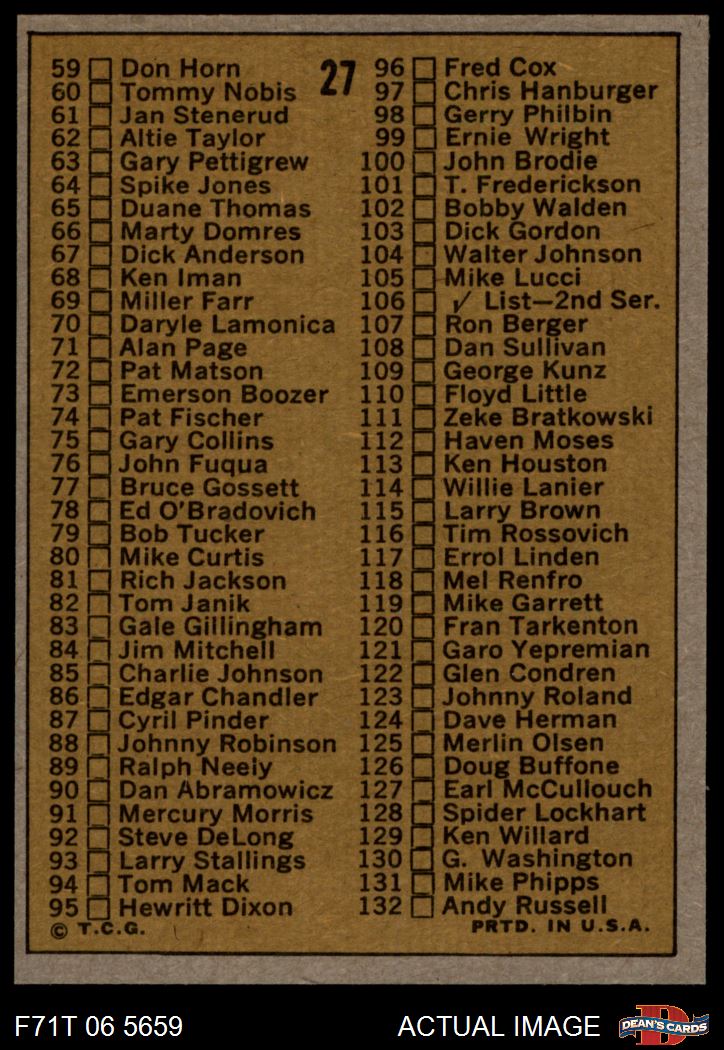 27
59 Don Horn
60 Tommy Nobis
61 Jan Stenerud
62 Altie Taylor
63 Gary Pettigrew
64 Spike Jones
65 Duane Thomas
66 Marty Domres
67 Dick Anderson
68 Ken Iman
69 Miller Farr
70 Daryle Lamonica
71 Alan Page
72 Pat Matson
73 Emerson Boozer
74 Pat Fischer
75 Gary Collins
76 John Fuqua
77 Bruce Gossett
78 Ed O'Bradovich
79 Bob Tucker
80 Mike Curtis
81 Rich Jackson
82 Tom Janik
83 Gale Gillingham
84 Jim Mitchell
85 Charlie Johnson
86 Edgar Chandler
87 Cyril Pinder
88 Johnny Robinson
89 Ralph Neely
90 Dan Abramowicz
91 Mercury Morris
92 Steve DeLong
93 Larry Stallings
94 Tom Mack
95 Hewritt Dixon
© T.C.G.
96 Fred Cox
97 Chris Hanburger
98 Gerry Philbin
99 Ernie Wright
100 John Brodie
101 T. Frederickson
102 Bobby Walden
103 Dick Gordon
104 Walter Johnson
105 Mike Lucci
106 ✓ List—2nd Ser.
107 Ron Berger
108 Dan Sullivan
109 George Kunz
110 Floyd Little
111 Zeke Bratkowski
112 Haven Moses
113 Ken Houston
114 Willie Lanier
115 Larry Brown
116 Tim Rossovich
117 Errol Linden
118 Mel Renfro
119 Mike Garrett
120 Fran Tarkenton
121 Garo Yepremian
122 Glen Condren
123 Johnny Roland
124 Dave Herman
125 Merlin Olsen
126 Doug Buffone
127 Earl McCullouch
128 Spider Lockhart
129 Ken Willard
130 G. Washington
131 Mike Phipps
132 Andy Russell
PRTD. IN U.S.A.
F71T 06 5659 ACTUAL IMAGE
D
DEAN'S CARDS